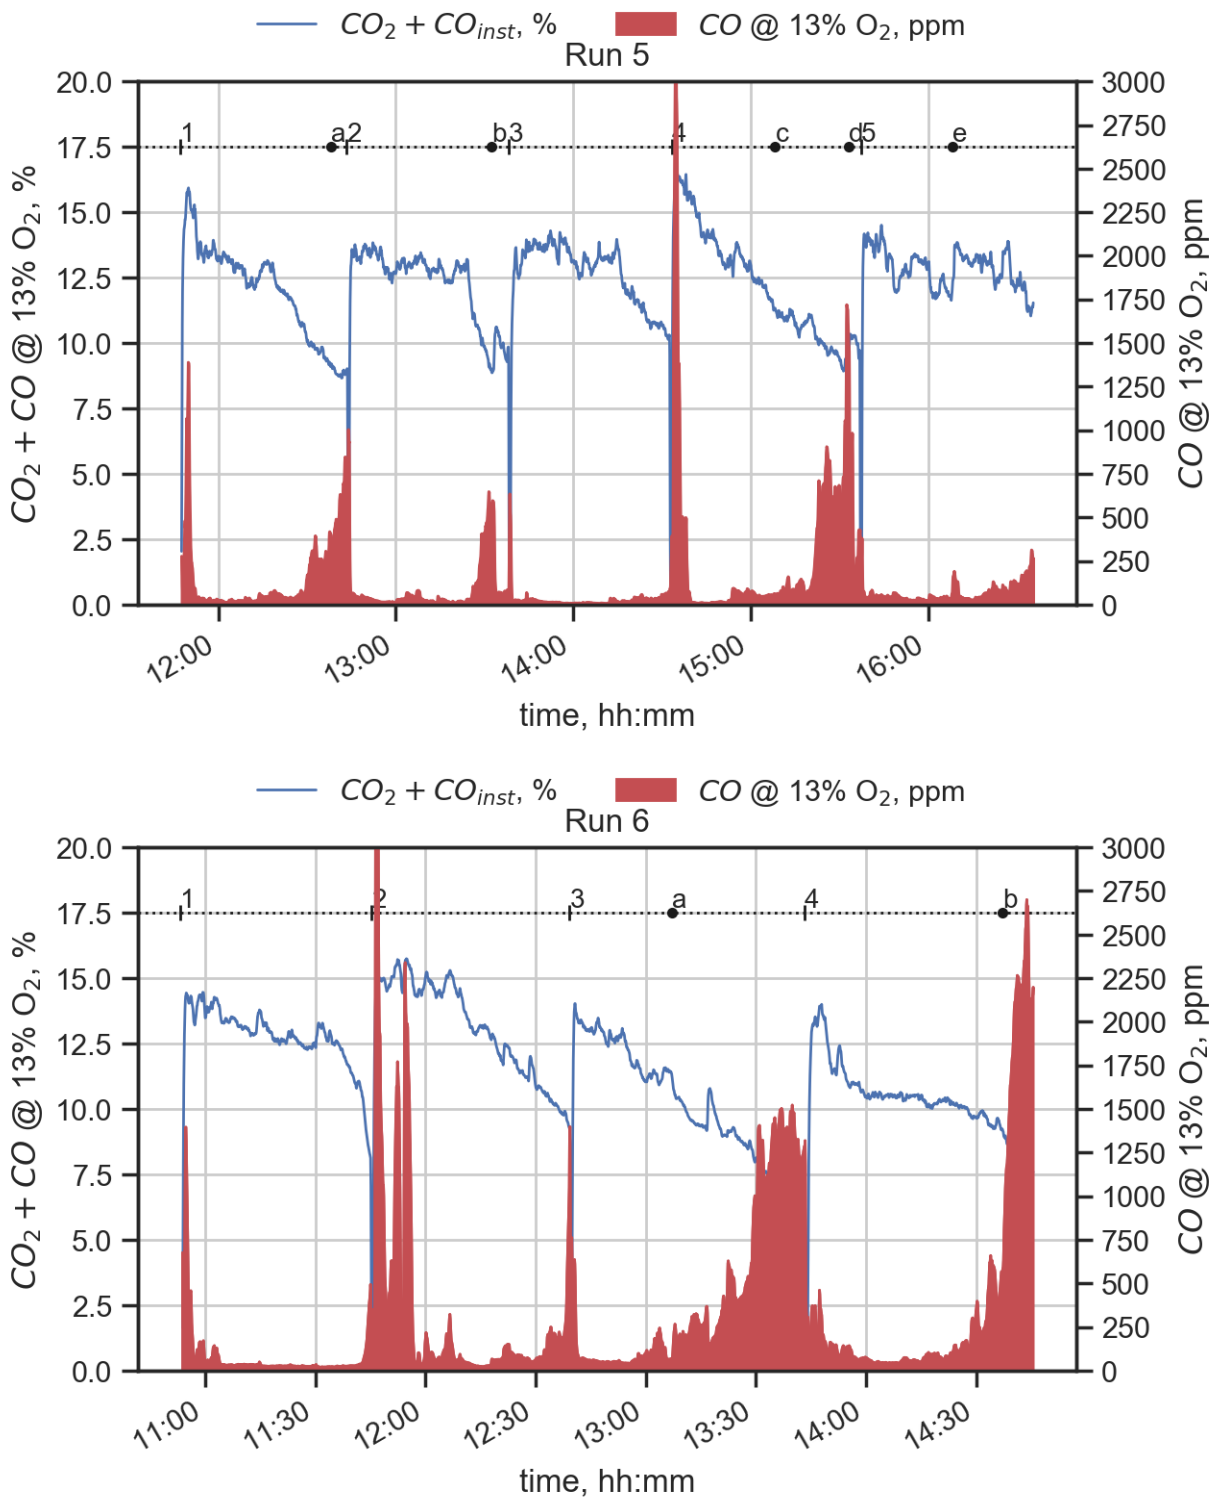 CO₂ + CO_inst, % CO @ 13% O₂, ppm
Run 5
20.0 3000
17.5 2750
15.0 2500
12.5 2250
10.0 2000
7.5 1750
5.0 1500
2.5 1250
0.0 1000
750
500
250
0
1 a 2 b 3 4 c d 5 e
CO₂ + CO @ 13% O₂, %
CO @ 13% O₂, ppm
12:00 13:00 14:00 15:00 16:00
time, hh:mm
CO₂ + CO_inst, % CO @ 13% O₂, ppm
Run 6
20.0 3000
17.5 2750
15.0 2500
12.5 2250
10.0 2000
7.5 1750
5.0 1500
2.5 1250
0.0 1000
750
500
250
0
1 2 3 a 4 b
CO₂ + CO @ 13% O₂, %
CO @ 13% O₂, ppm
11:00 11:30 12:00 12:30 13:00 13:30 14:00 14:30
time, hh:mm